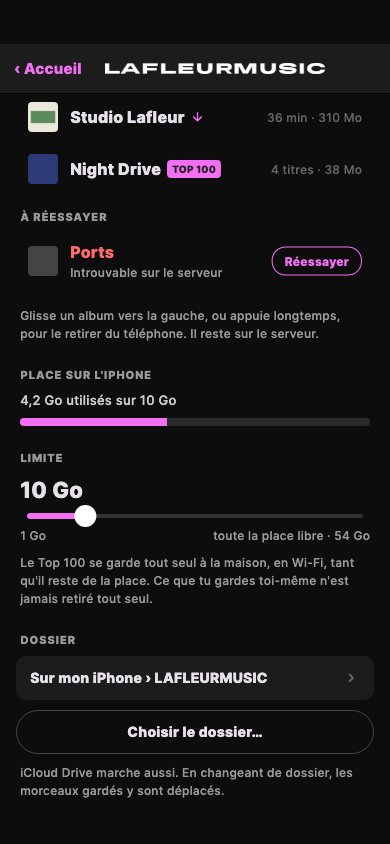 ‹ Accueil LAFLEURMUSIC
Studio Lafleur ↓ 36 min · 310 Mo
Night Drive TOP 100 4 titres · 38 Mo
À RÉESSAYER
Ports
Introuvable sur le serveur
Réessayer
Glisse un album vers la gauche, ou appuie longtemps,
pour le retirer du téléphone. Il reste sur le serveur.
PLACE SUR L'IPHONE
4,2 Go utilisés sur 10 Go
LIMITE
10 Go
1 Go toute la place libre · 54 Go
Le Top 100 se garde tout seul à la maison, en Wi-Fi, tant
qu'il reste de la place. Ce que tu gardes toi-même n'est
jamais retiré tout seul.
DOSSIER
Sur mon iPhone › LAFLEURMUSIC ›
Choisir le dossier…
iCloud Drive marche aussi. En changeant de dossier, les
morceaux gardés y sont déplacés.